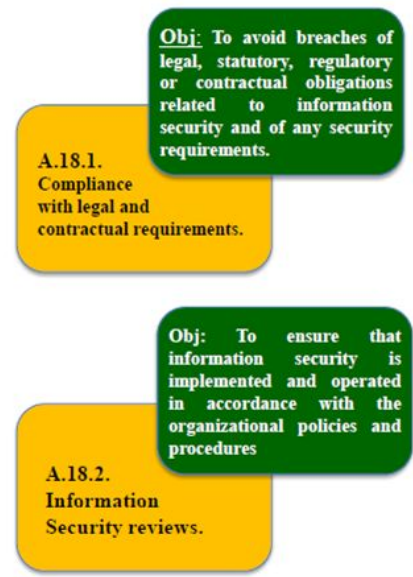 Obj: To avoid breaches of
legal, statutory, regulatory
or contractual obligations
related to information
security and of any security
requirements.
A.18.1.
Compliance
with legal and
contractual requirements.
Obj: To ensure that
information security is
implemented and operated
in accordance with the
organizational policies and
procedures
A.18.2.
Information
Security reviews.